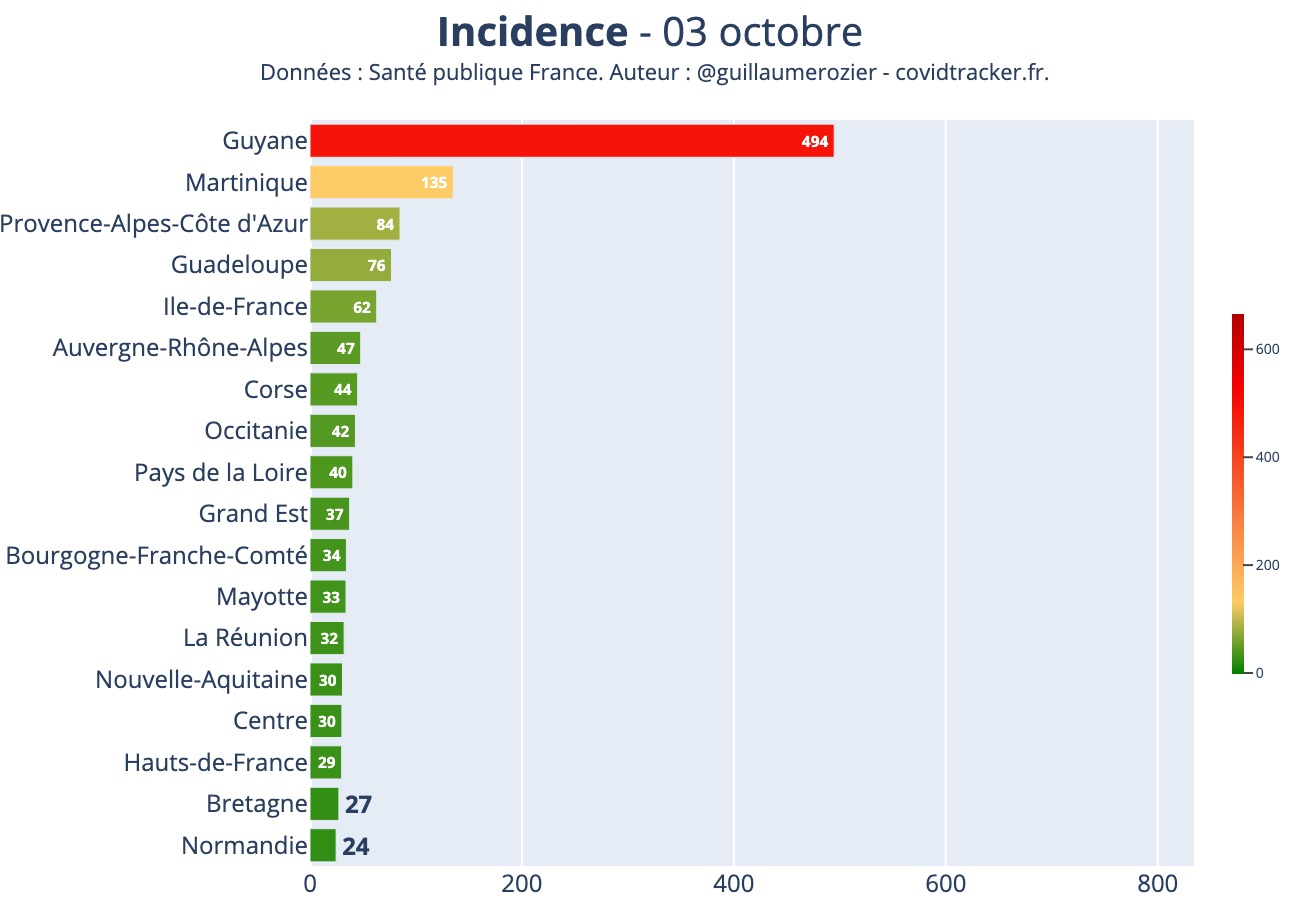 Incidence - 03 octobre
Données : Santé publique France. Auteur : @guillaumerozier - covidtracker.fr.
Guyane 494
Martinique 135
Provence-Alpes-Côte d'Azur 84
Guadeloupe 76
Ile-de-France 62
Auvergne-Rhône-Alpes 47
Corse 44
Occitanie 42
Pays de la Loire 40
Grand Est 37
Bourgogne-Franche-Comté 34
Mayotte 33
La Réunion 32
Nouvelle-Aquitaine 30
Centre 30
Hauts-de-France 29
Bretagne 27
Normandie 24
0 200 400 600 800
600
400
200
0